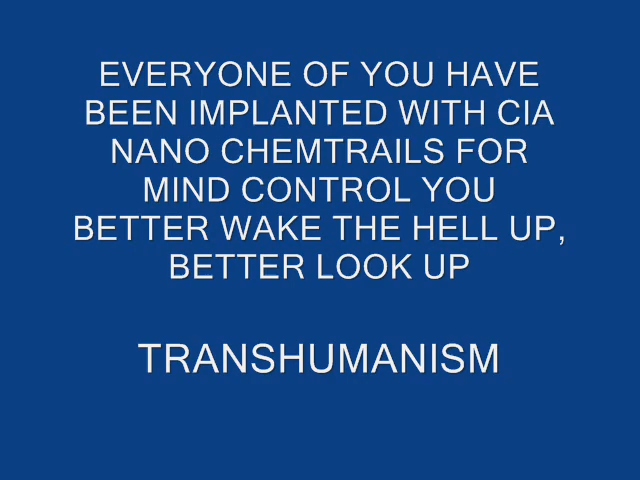 EVERYONE OF YOU HAVE
BEEN IMPLANTED WITH CIA
NANO CHEMTRAILS FOR
MIND CONTROL YOU
BETTER WAKE THE HELL UP,
BETTER LOOK UP
TRANSHUMANISM